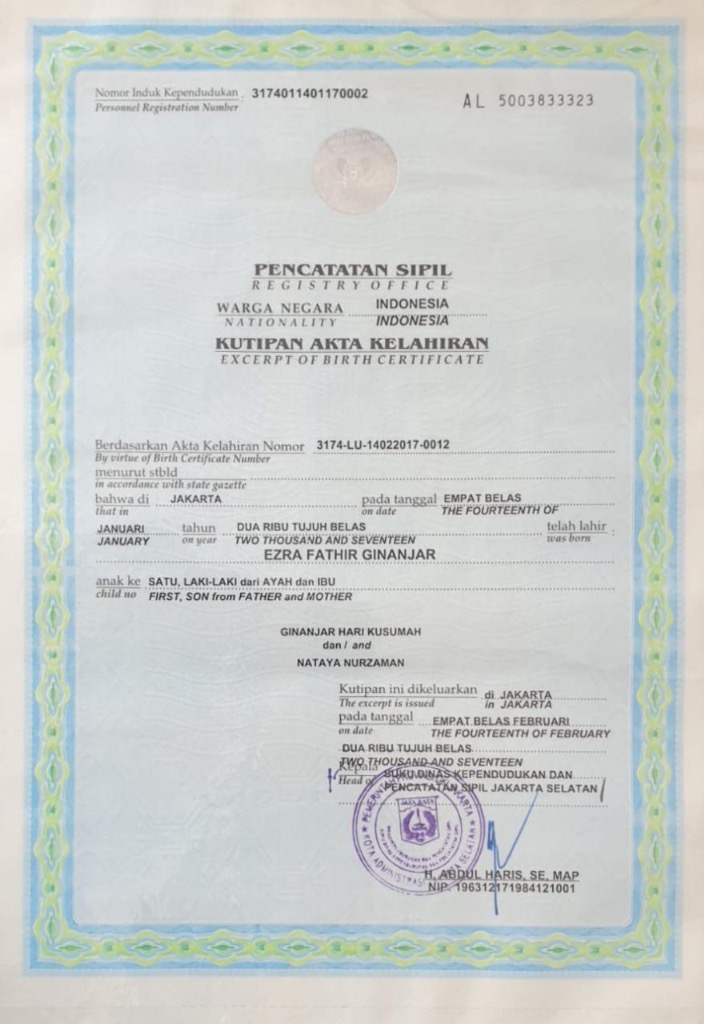 Nomor Induk Kependudukan : 3174011401170002
Personnel Registration Number
AL 5003833323
PENCATATAN SIPIL
REGISTRY OFFICE
WARGA NEGARA INDONESIA
NATIONALITY INDONESIA
KUTIPAN AKTA KELAHIRAN
EXCERPT OF BIRTH CERTIFICATE
Berdasarkan Akta Kelahiran Nomor 3174-LU-14022017-0012
By virtue of Birth Certificate Number
menurut stbld
in accordance with state gazette
bahwa di JAKARTA pada tanggal EMPAT BELAS
that in on date THE FOURTEENTH OF
JANUARI tahun DUA RIBU TUJUH BELAS telah lahir :
JANUARY on year TWO THOUSAND AND SEVENTEEN was born
EZRA FATHIR GINANJAR
anak ke SATU, LAKI-LAKI dari AYAH dan IBU
child no FIRST, SON from FATHER and MOTHER
GINANJAR HARI KUSUMAH
dan / and
NATAYA NURZAMAN
Kutipan ini dikeluarkan di JAKARTA
The excerpt is issued in JAKARTA
pada tanggal EMPAT BELAS FEBRUARI
on date THE FOURTEENTH OF FEBRUARY
DUA RIBU TUJUH BELAS
TWO THOUSAND AND SEVENTEEN
Kepala SUKU DINAS KEPENDUDUKAN DAN
Head of PENCATATAN SIPIL JAKARTA SELATAN
JAYA RAYA
H. ABDUL HARIS, SE, MAP
NIP. 196312171984121001